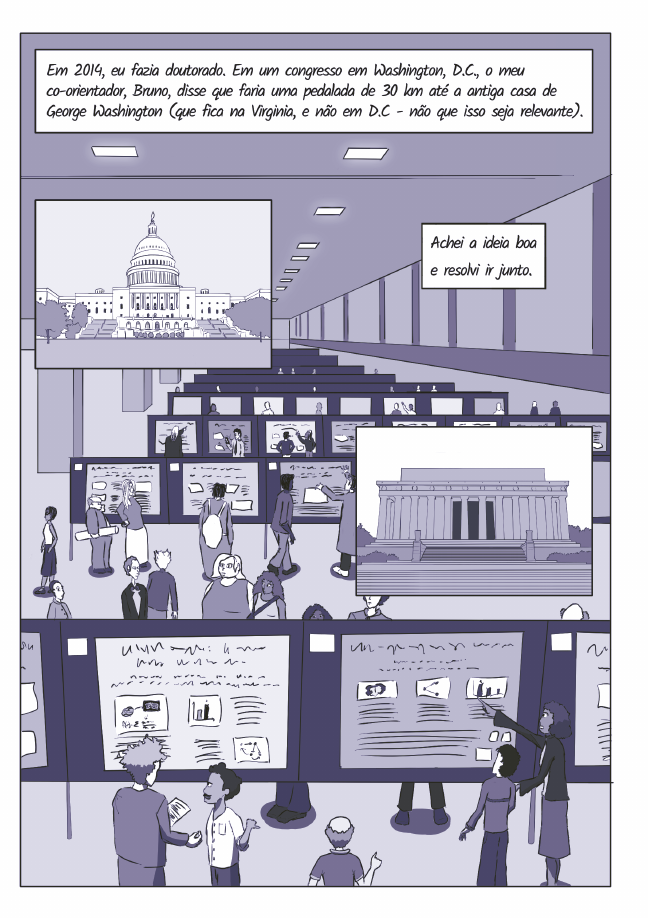 Em 2014, eu fazia doutorado. Em um congresso em Washington, D.C., o meu
co-orientador, Bruno, disse que faria uma pedalada de 30 km até a antiga casa de
George Washington (que fica na Virginia, e não em D.C - não que isso seja relevante).
Achei a ideia boa
e resolvi ir junto.